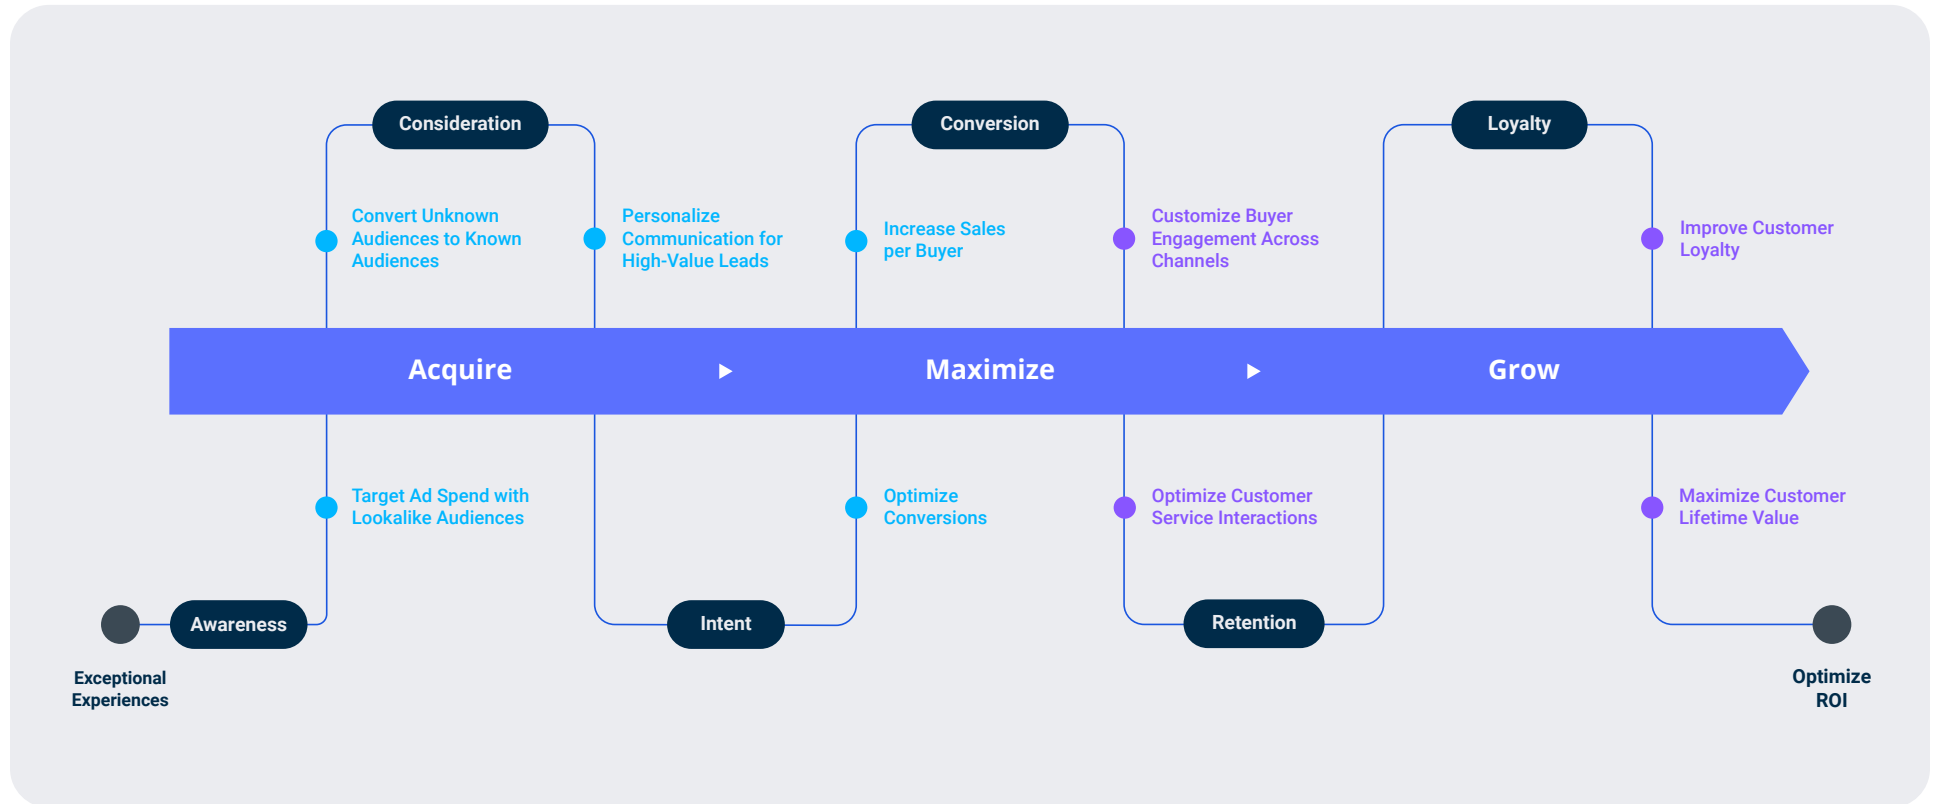 Consideration
Conversion
Loyalty
Convert Unknown
Audiences to Known
Audiences
Personalize
Communication for
High-Value Leads
Increase Sales
per Buyer
Customize Buyer
Engagement Across
Channels
Improve Customer
Loyalty
Acquire
Maximize
Grow
Target Ad Spend with
Lookalike Audiences
Optimize
Conversions
Optimize Customer
Service Interactions
Maximize Customer
Lifetime Value
Awareness
Intent
Retention
Exceptional
Experiences
Optimize
ROI